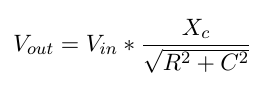 $V_{out} = V_{in} * \frac{X_c}{\sqrt{R^2 + C^2}}$